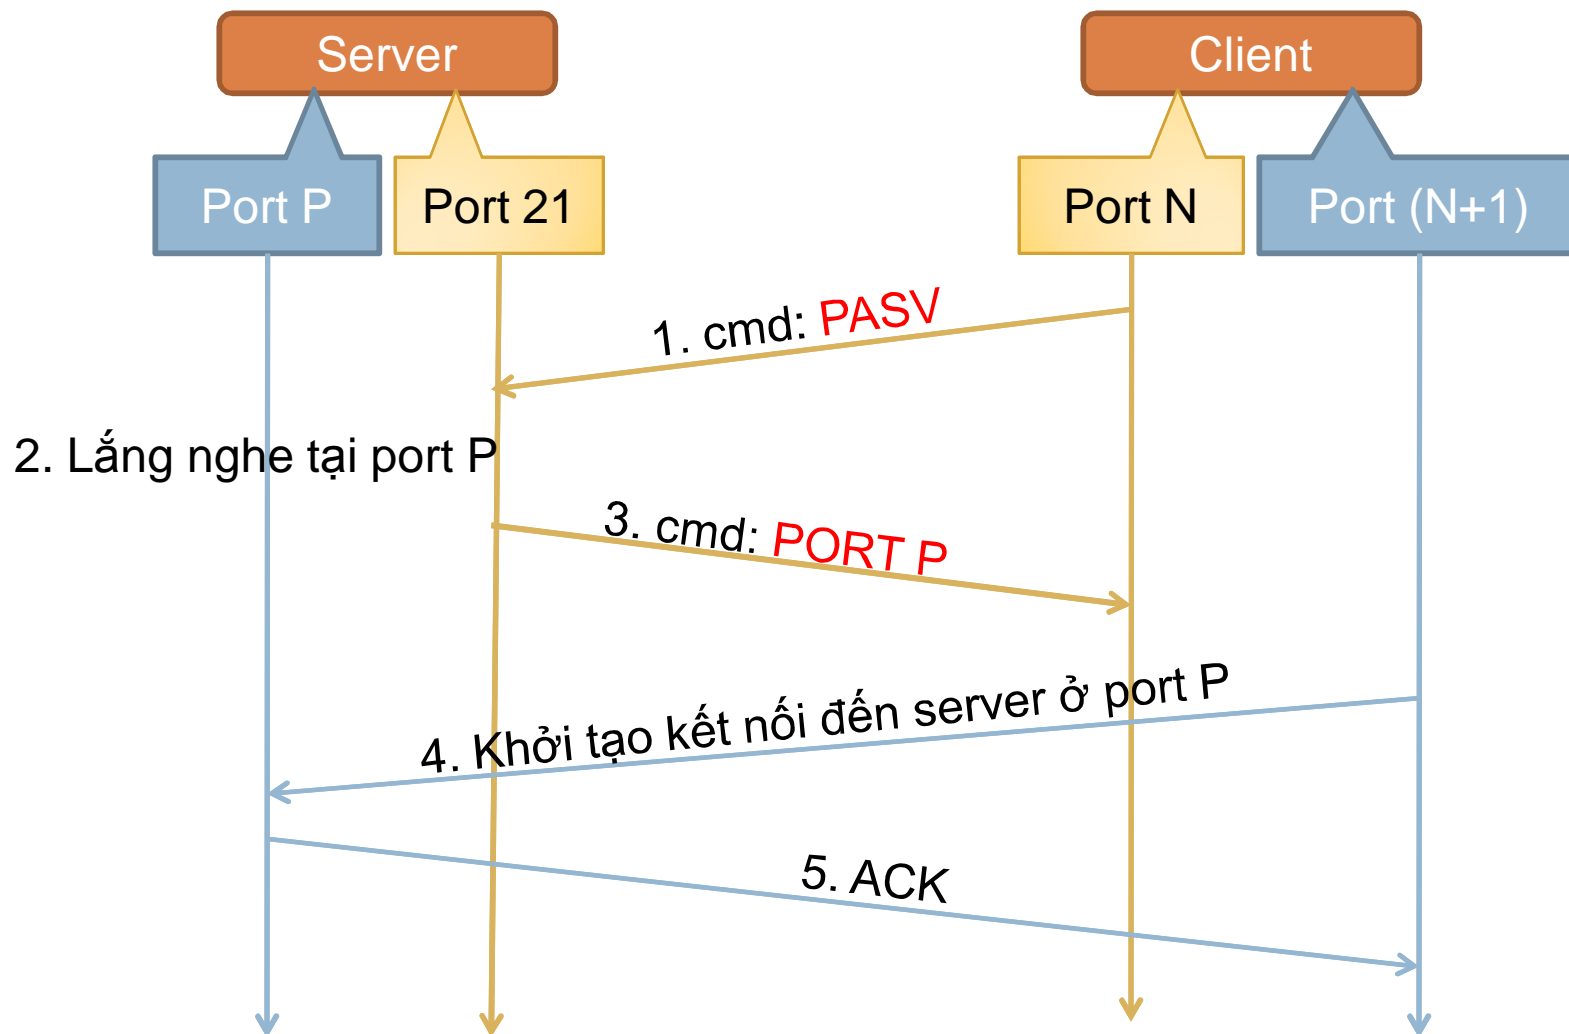 Server
Client
Port P
Port 21
Port N
Port (N+1)
1. cmd: PASV
2. Lắng nghe tại port P
3. cmd: PORT P
4. Khởi tạo kết nối đến server ở port P
5. ACK